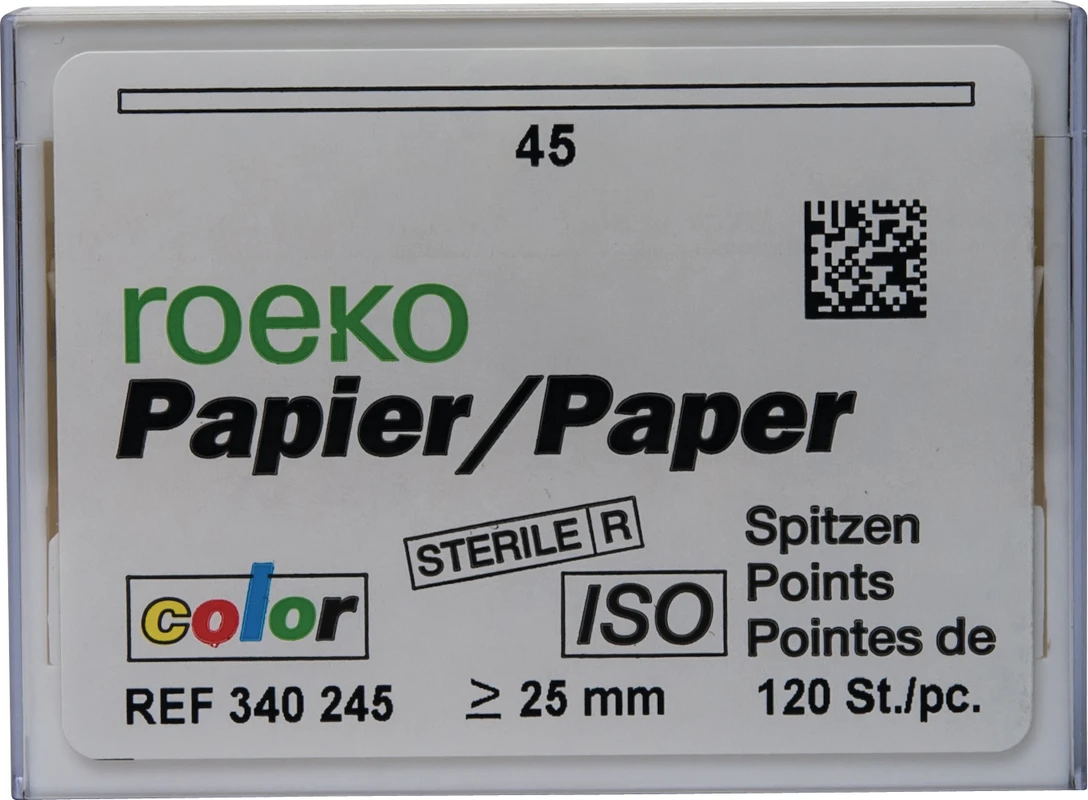 45
roeko
Papier/Paper
STERILE R
Spitzen
Points
Pointes de
color
ISO
REF 340 245
≥ 25 mm
120 St./pc.